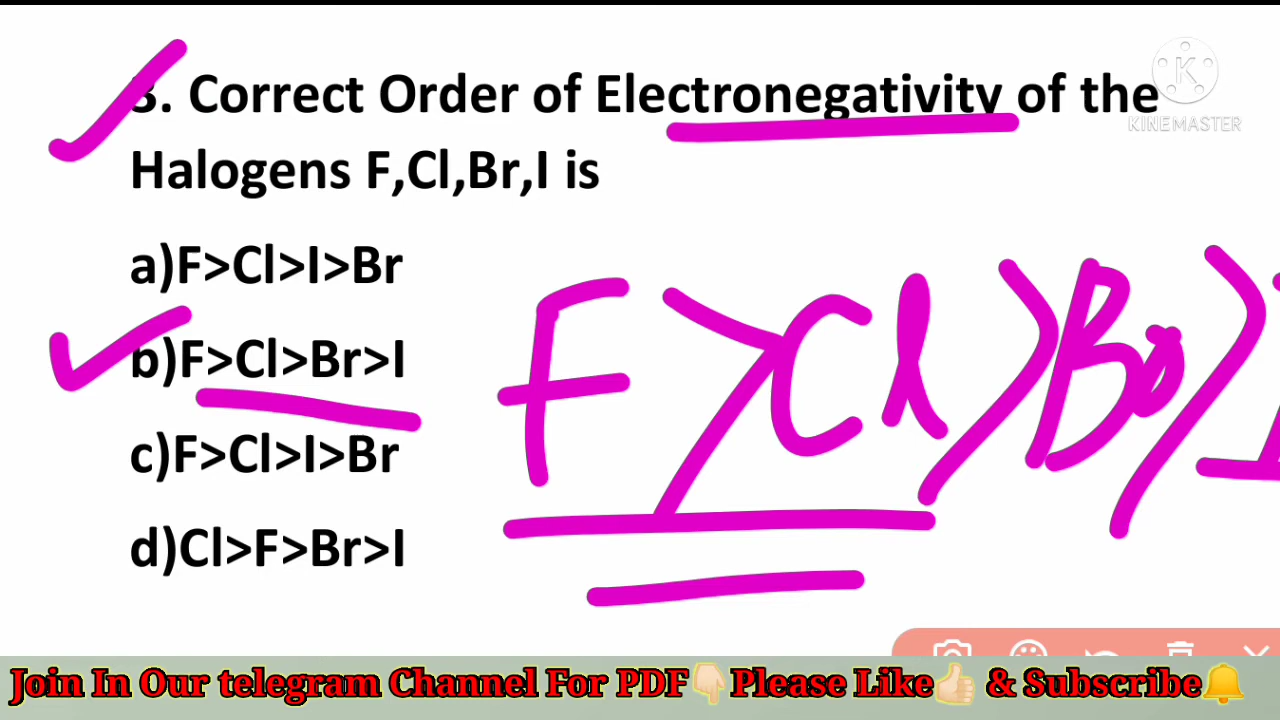 3. Correct Order of Electronegativity of the
KINEMASTER
Halogens F,Cl,Br,I is
a)F>Cl>I>Br
b)F>Cl>Br>I
F>Cl>Br>I
c)F>Cl>I>Br
d)Cl>F>Br>I
Join In Our telegram Channel For PDF👇🏻Please Like👍🏻 & Subscribe🔔